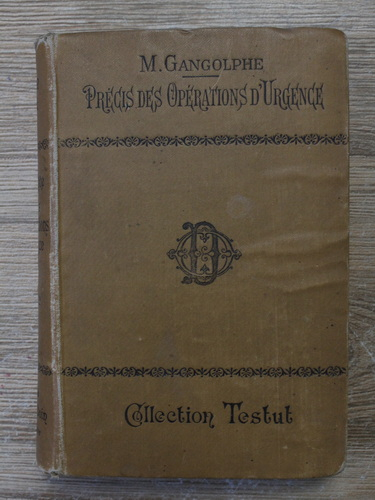 M. GANGOLPHE
PRÉCIS DES OPÉRATIONS D'URGENCE
Collection Testut